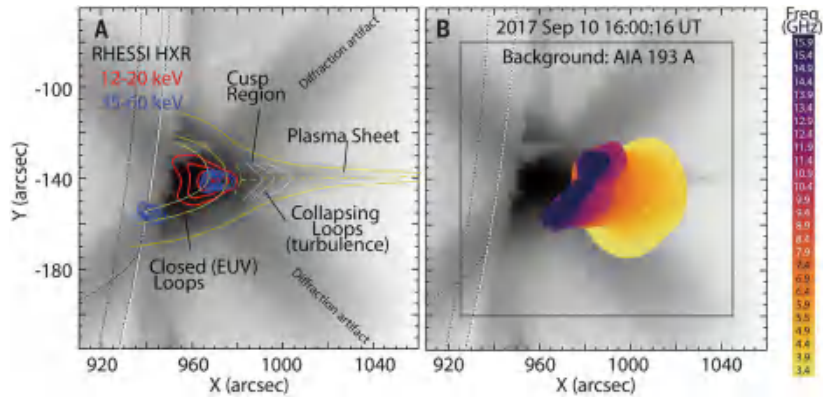 A
RHESSI HXR
12-20 keV
35-60 keV
Cusp
Region
Diffraction artifact
Plasma Sheet
Collapsing
Loops
(turbulence)
Closed (EUV)
Loops
Diffraction artifact
-100
-140
-180
Y (arcsec)
920
960
1000
1040
X (arcsec)
B
2017 Sep 10 16:00:16 UT
Background: AIA 193 A
920
960
1000
1040
X (arcsec)
Freq
(GHz)
15.9
15.4
14.9
14.4
13.9
13.4
12.9
12.4
11.9
11.4
10.9
10.4
9.9
9.4
8.9
8.4
7.9
7.4
6.9
6.4
5.9
5.5
4.9
4.4
3.9
3.4